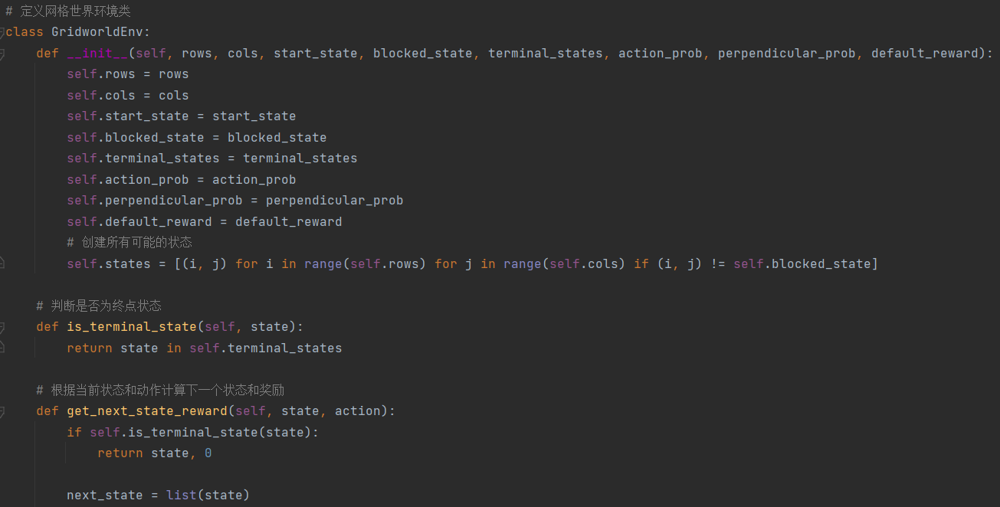 # 定义网格世界环境类
class GridworldEnv:
    def __init__(self, rows, cols, start_state, blocked_state, terminal_states, action_prob, perpendicular_prob, default_reward):
        self.rows = rows
        self.cols = cols
        self.start_state = start_state
        self.blocked_state = blocked_state
        self.terminal_states = terminal_states
        self.action_prob = action_prob
        self.perpendicular_prob = perpendicular_prob
        self.default_reward = default_reward
        # 创建所有可能的状态
        self.states = [(i, j) for i in range(self.rows) for j in range(self.cols) if (i, j) != self.blocked_state]
    # 判断是否为终点状态
    def is_terminal_state(self, state):
        return state in self.terminal_states
    # 根据当前状态和动作计算下一个状态和奖励
    def get_next_state_reward(self, state, action):
        if self.is_terminal_state(state):
            return state, 0
        next_state = list(state)